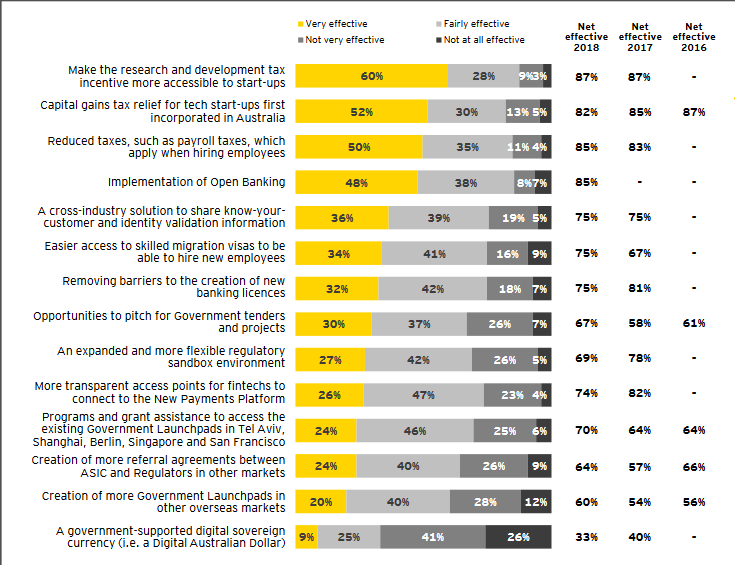 Very effective Fairly effective
Not very effective Not at all effective
Net effective 2018
Net effective 2017
Net effective 2016
Make the research and development tax
incentive more accessible to start-ups
60% 28% 9% 3% 87% 87% -
Capital gains tax relief for tech start-ups first
incorporated in Australia
52% 30% 13% 5% 82% 85% 87%
Reduced taxes, such as payroll taxes, which
apply when hiring employees
50% 35% 11% 4% 85% 83% -
Implementation of Open Banking
48% 38% 8% 7% 85% - -
A cross-industry solution to share know-your-
customer and identity validation information
36% 39% 19% 5% 75% 75% -
Easier access to skilled migration visas to be
able to hire new employees
34% 41% 16% 9% 75% 67% -
Removing barriers to the creation of new
banking licences
32% 42% 18% 7% 75% 81% -
Opportunities to pitch for Government tenders
and projects
30% 37% 26% 7% 67% 58% 61%
An expanded and more flexible regulatory
sandbox environment
27% 42% 26% 5% 69% 78% -
More transparent access points for fintechs to
connect to the New Payments Platform
26% 47% 23% 4% 74% 82% -
Programs and grant assistance to access the
existing Government Launchpads in Tel Aviv,
Shanghai, Berlin, Singapore and San Francisco
24% 46% 25% 6% 70% 64% 64%
Creation of more referral agreements between
ASIC and Regulators in other markets
24% 40% 26% 9% 64% 57% 66%
Creation of more Government Launchpads in
other overseas markets
20% 40% 28% 12% 60% 54% 56%
A government-supported digital sovereign
currency (i.e. a Digital Australian Dollar)
9% 25% 41% 26% 33% 40% -